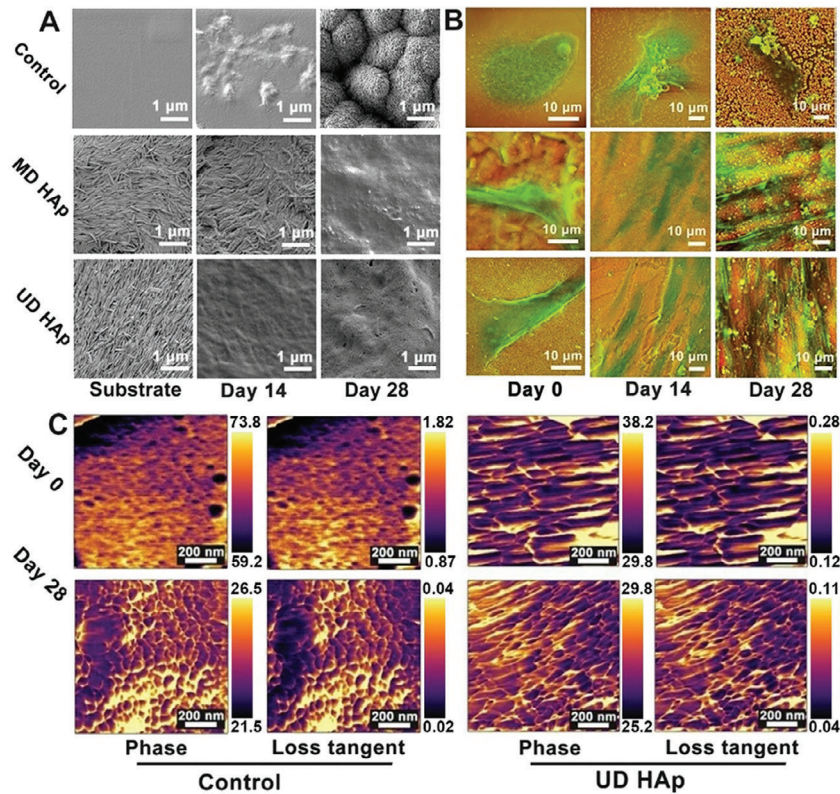 A
B
Control
1 μm
1 μm
1 μm
10 μm
10 μm
10 μm
MD HAp
1 μm
1 μm
1 μm
10 μm
10 μm
10 μm
UD HAp
1 μm
1 μm
1 μm
10 μm
10 μm
10 μm
Substrate Day 14 Day 28
Day 0 Day 14 Day 28
C
Day 0
73.8
59.2
200 nm
1.82
0.87
200 nm
38.2
29.8
200 nm
0.28
0.12
200 nm
Day 28
26.5
21.5
200 nm
0.04
0.02
200 nm
29.8
25.2
200 nm
0.11
0.04
200 nm
Phase Loss tangent
Phase Loss tangent
Control
UD HAp